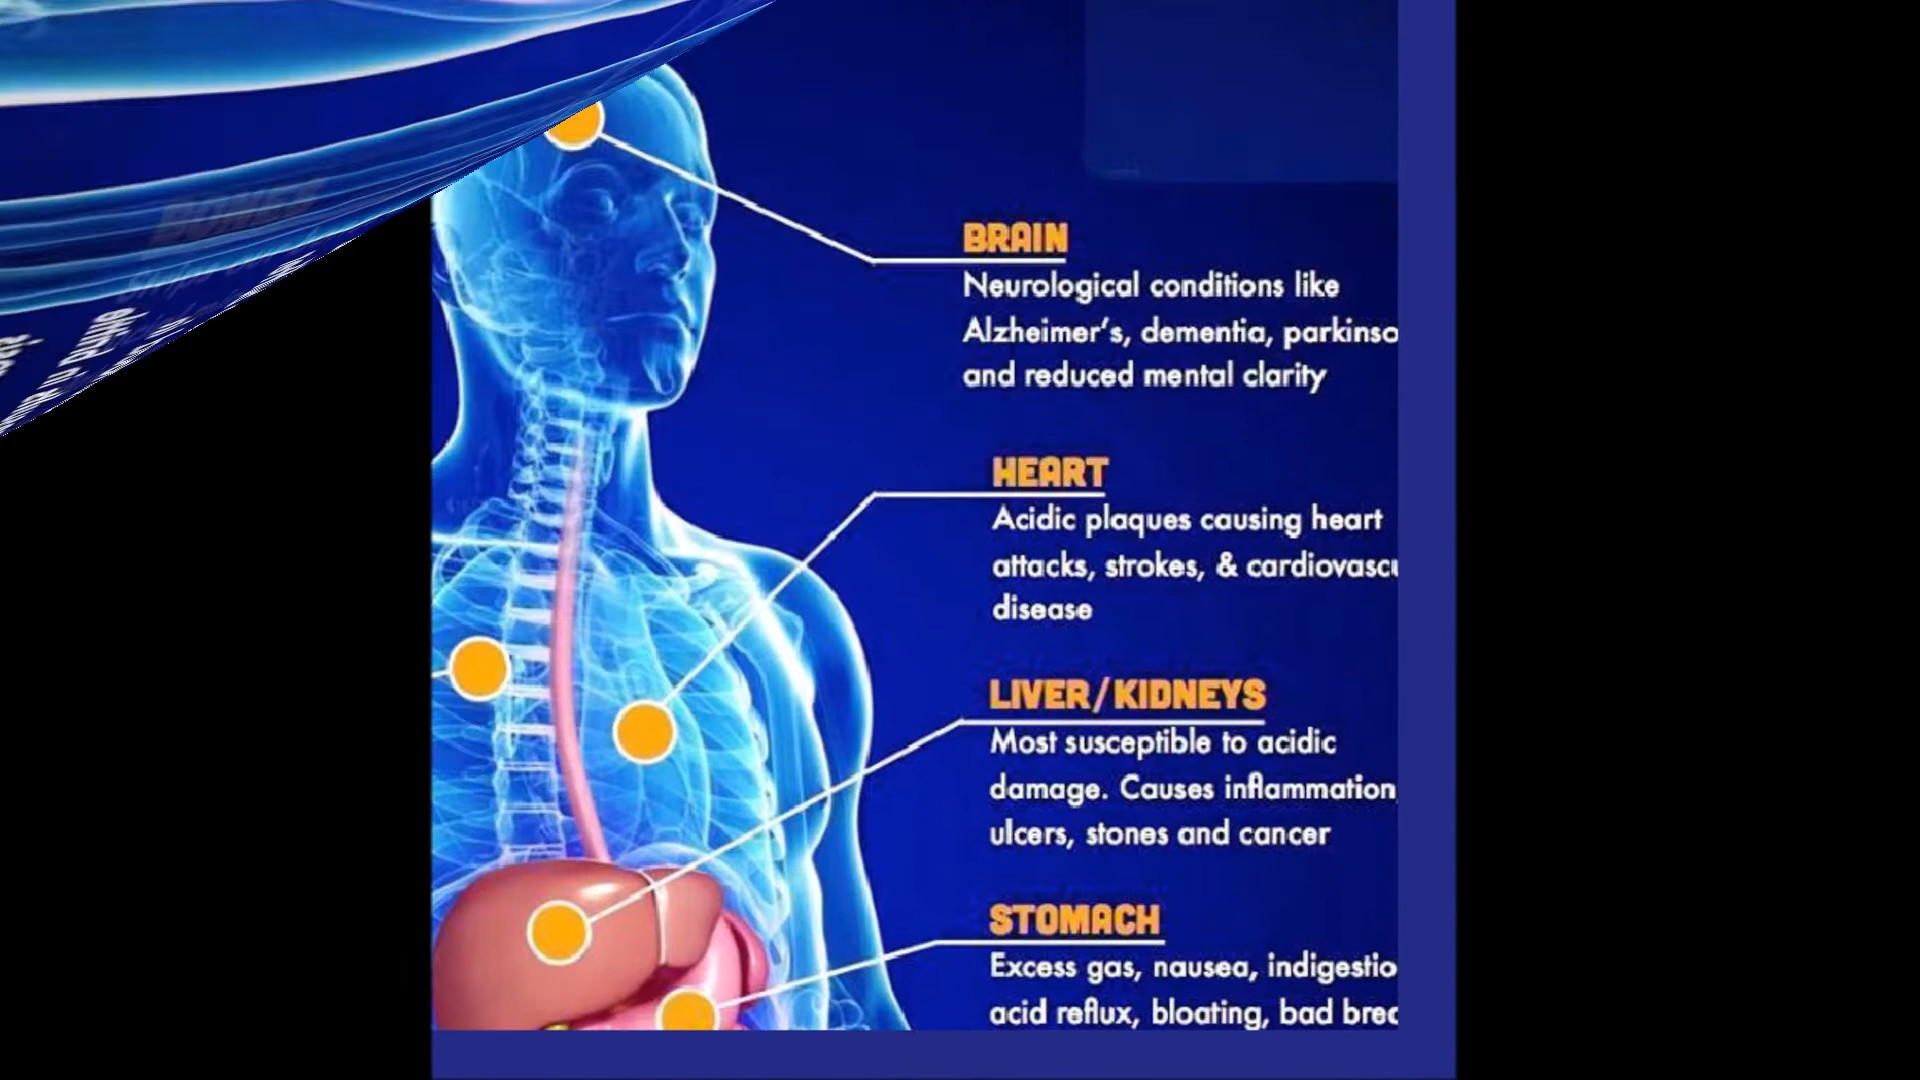 BONES
BRAIN
Neurological conditions like
Alzheimer's, dementia, parkinso
and reduced mental clarity
HEART
Acidic plaques causing heart
attacks, strokes, & cardiovascu
disease
LIVER/KIDNEYS
Most susceptible to acidic
damage. Causes inflammation,
ulcers, stones and cancer
STOMACH
Excess gas, nausea, indigestio
acid reflux, bloating, bad brea